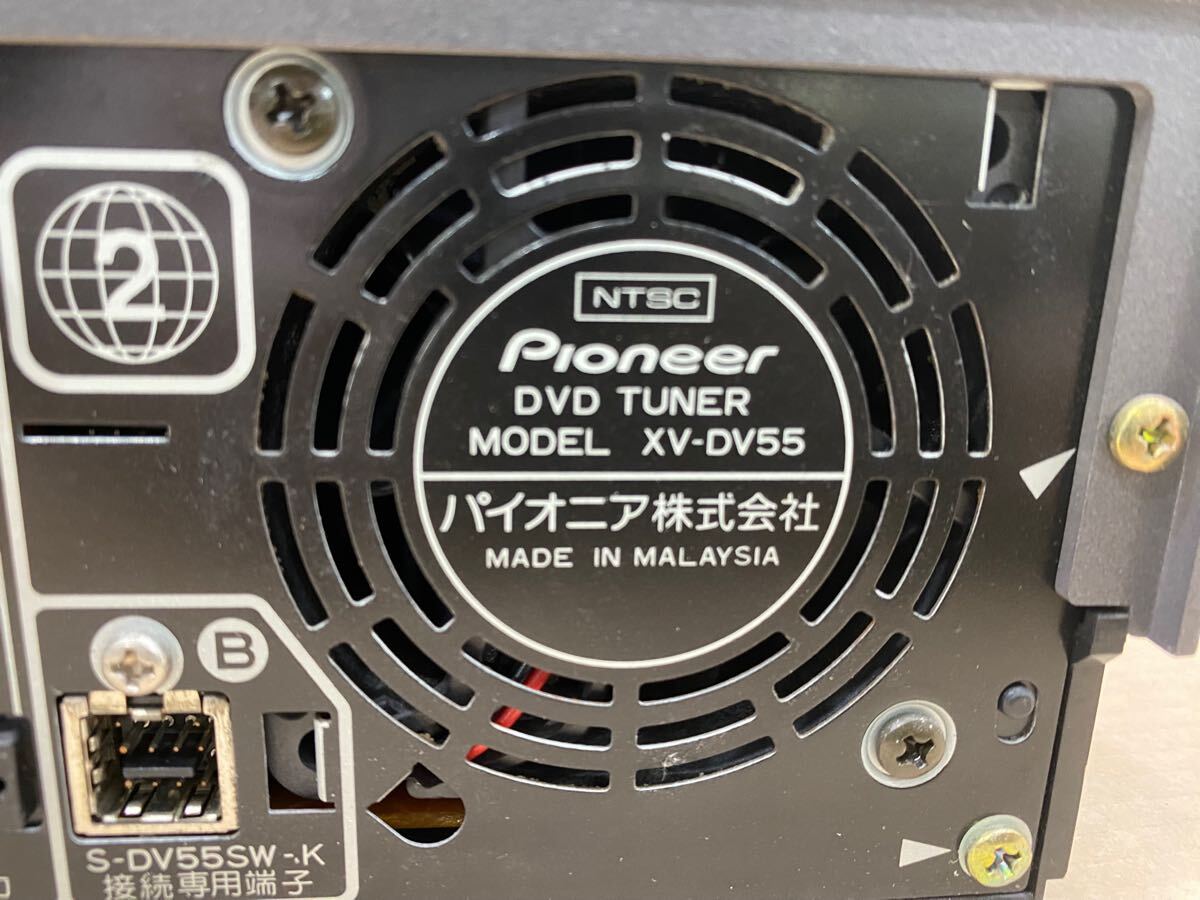 2
NTSC
Pioneer
DVD TUNER
MODEL XV-DV55
パイオニア株式会社
MADE IN MALAYSIA
B
S-DV55SW-.K
接続専用端子